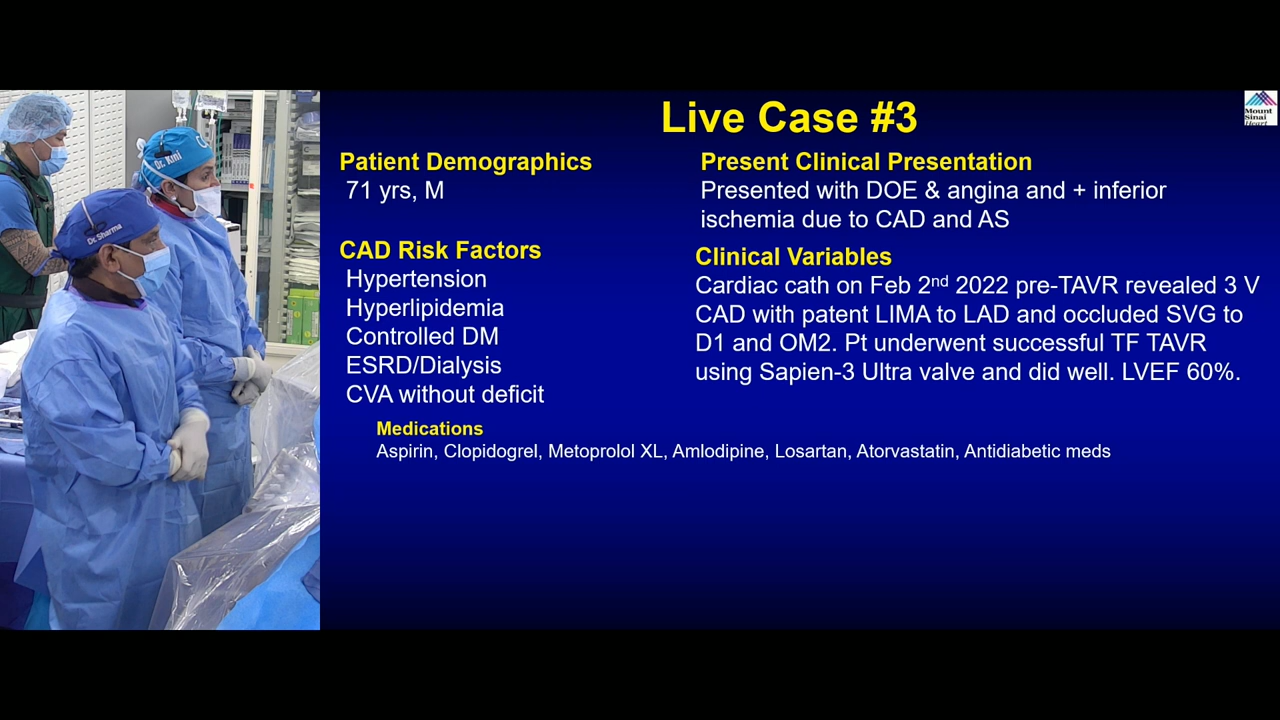 Live Case #3
Mount
Sinai
Heart
Patient Demographics
71 yrs, M
CAD Risk Factors
Hypertension
Hyperlipidemia
Controlled DM
ESRD/Dialysis
CVA without deficit
Present Clinical Presentation
Presented with DOE & angina and + inferior
ischemia due to CAD and AS
Clinical Variables
Cardiac cath on Feb 2nd 2022 pre-TAVR revealed 3 V
CAD with patent LIMA to LAD and occluded SVG to
D1 and OM2. Pt underwent successful TF TAVR
using Sapien-3 Ultra valve and did well. LVEF 60%.
Medications
Aspirin, Clopidogrel, Metoprolol XL, Amlodipine, Losartan, Atorvastatin, Antidiabetic meds
Dr. Kini
Dr. Sharma